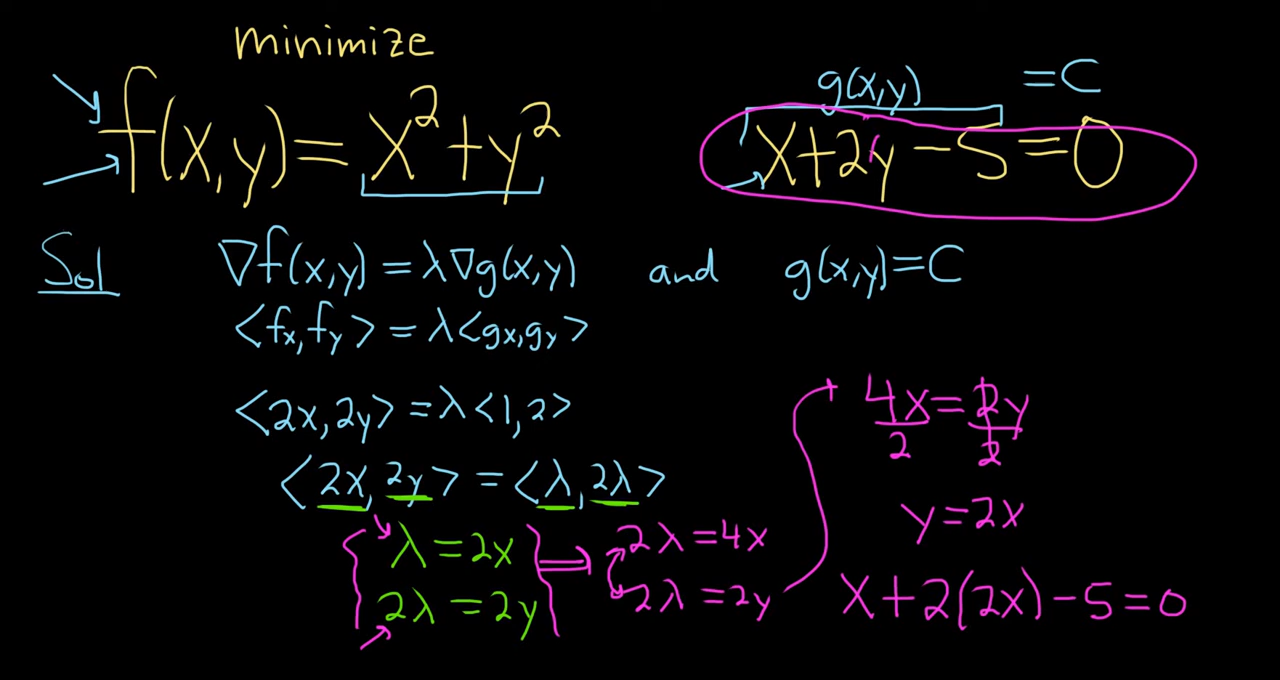 minimize
f(x,y) = x² + y²
g(x,y) = C
x + 2y - 5 = 0
Sol ∇f(x,y) = λ∇g(x,y) and g(x,y) = C
<fx, fy> = λ<gx, gy>
<2x, 2y> = λ<1, 2>
<2x, 2y> = <λ, 2λ>
λ = 2x
2λ = 2y
⇒ 2λ = 4x
2λ = 2y
4x/2 = 2y/2
y = 2x
x + 2(2x) - 5 = 0